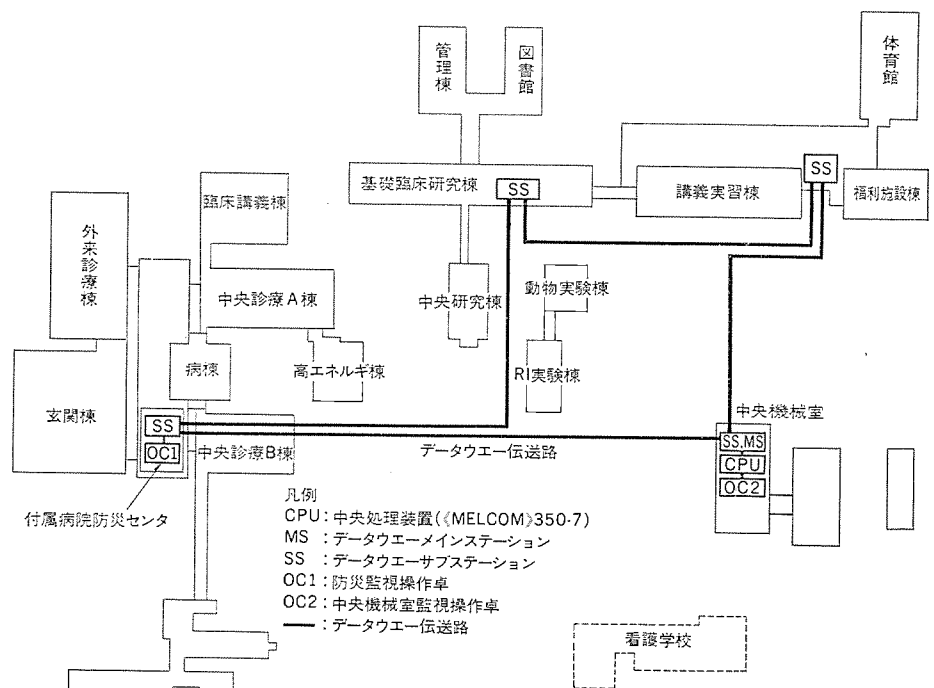 管理棟
図書館
体育館
基礎臨床研究棟
SS
講義実習棟
SS
福利施設棟
臨床講義棟
外来診療棟
中央診療A棟
中央研究棟
動物実験棟
病棟
高エネルギ棟
RI実験棟
玄関棟
SS
OC1
中央診療B棟
データウエー伝送路
中央機械室
SS,MS
CPU
OC2
付属病院防災センタ
凡例
CPU:中央処理装置(《MELCOM》350・7)
MS :データウエーメインステーション
SS :データウエーサブステーション
OC1:防災監視操作卓
OC2:中央機械室監視操作卓
:データウエー伝送路
看護学校